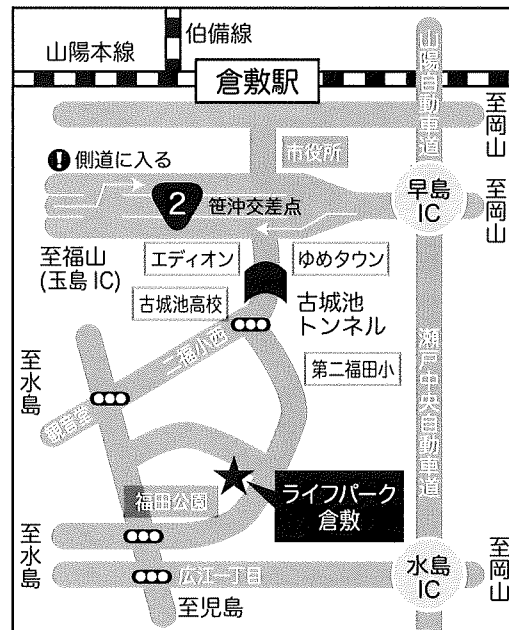 伯備線
山陽本線
倉敷駅
山陽自動車道
至岡山
市役所
! 側道に入る
2
笹沖交差点
早島
IC
至岡山
至福山
(玉島IC)
エディオン
ゆめタウン
古城池高校
古城池
トンネル
二福小西
第二福田小
至水島
観音堂
瀬戸中央自動車道
福田公園
ライフパーク
倉敷
至水島
広江一丁目
水島
IC
至岡山
至児島